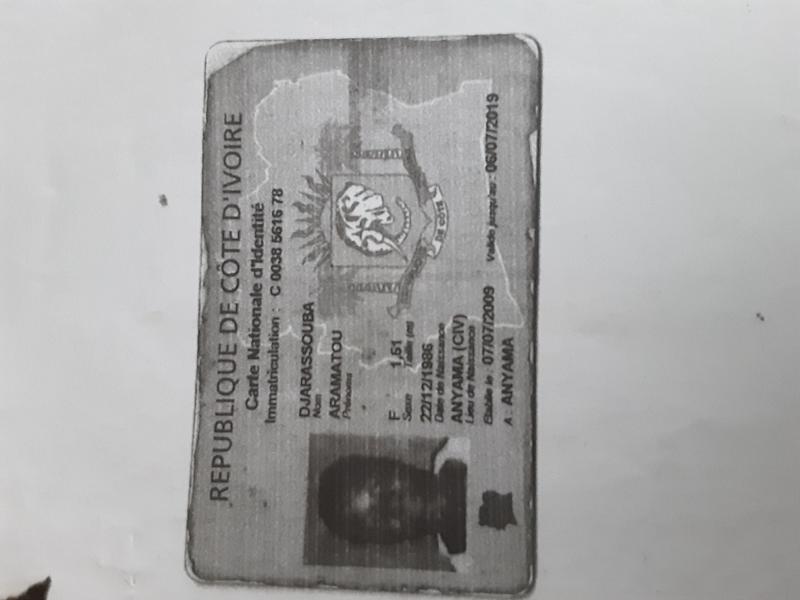 REPUBLIQUE DE CÔTE D'IVOIRE
Carte Nationale d'Identité
Immatriculation : C 0038 5616 78
DJARASSOUBA
Nom
ARAMATOU
Prénoms
F 1,61
Sexe Taille (m)
22/12/1986
Date de Naissance
ANYAMA (CIV)
Lieu de Naissance
Etablie le 07/07/2009 Valide jusqu'au : 06/07/2019
A : ANYAMA
DE CÔTE